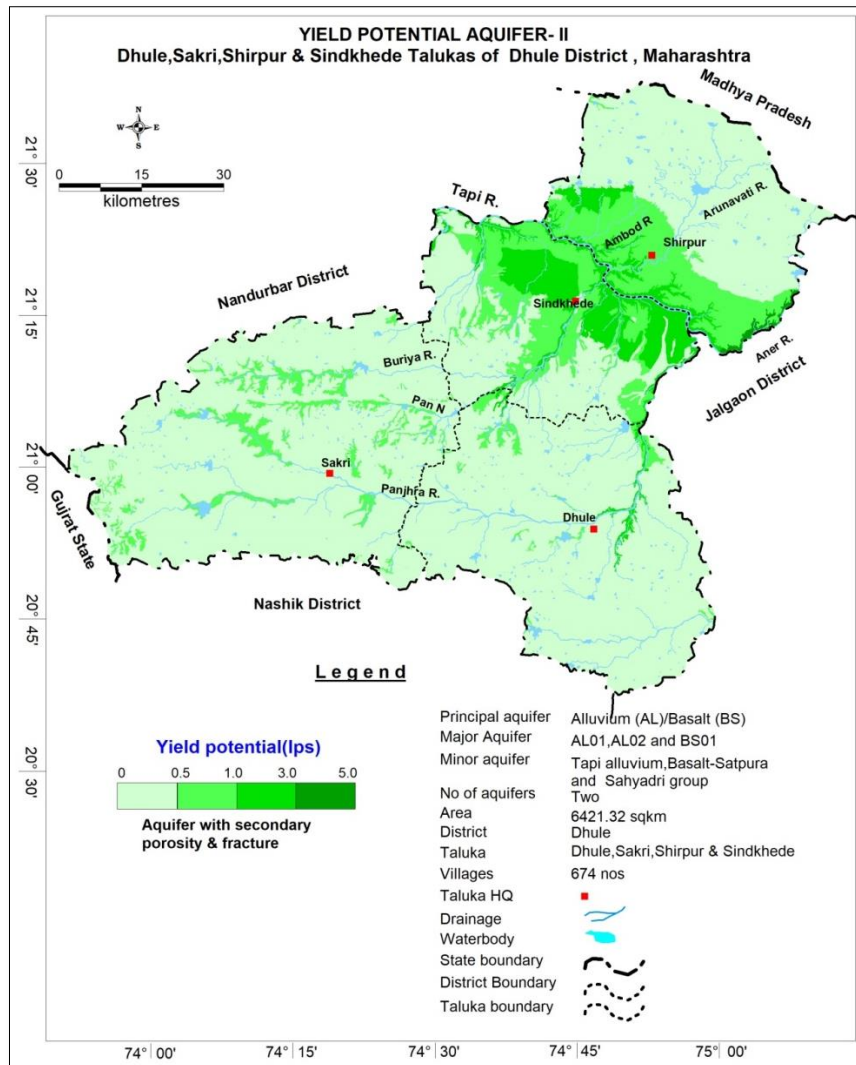 YIELD POTENTIAL AQUIFER- II
Dhule,Sakri,Shirpur & Sindkhede Talukas of Dhule District , Maharashtra
Madhya Pradesh
N
W E
S
21° 30'
0 15 30
kilometres
Tapi R.
Arunavati R.
Ambod R
Shirpur
Nandurbar District
21° 15'
Sindkhede
Aner R.
Jalgaon District
Buriya R.
Pan N
21° 00'
Sakri
Panjhra R.
Dhule
Gujrat State
Nashik District
20° 45'
Legend
Yield potential(lps)
0 0.5 1.0 3.0 5.0
Aquifer with secondary
porosity & fracture
20° 30'
Principal aquifer Alluvium (AL)/Basalt (BS)
Major Aquifer AL01,AL02 and BS01
Minor aquifer Tapi alluvium,Basalt-Satpura
and Sahyadri group
No of aquifers Two
Area 6421.32 sqkm
District Dhule
Taluka Dhule,Sakri,Shirpur & Sindkhede
Villages 674 nos
Taluka HQ
Drainage
Waterbody
State boundary
District Boundary
Taluka boundary
74° 00' 74° 15' 74° 30' 74° 45' 75° 00'